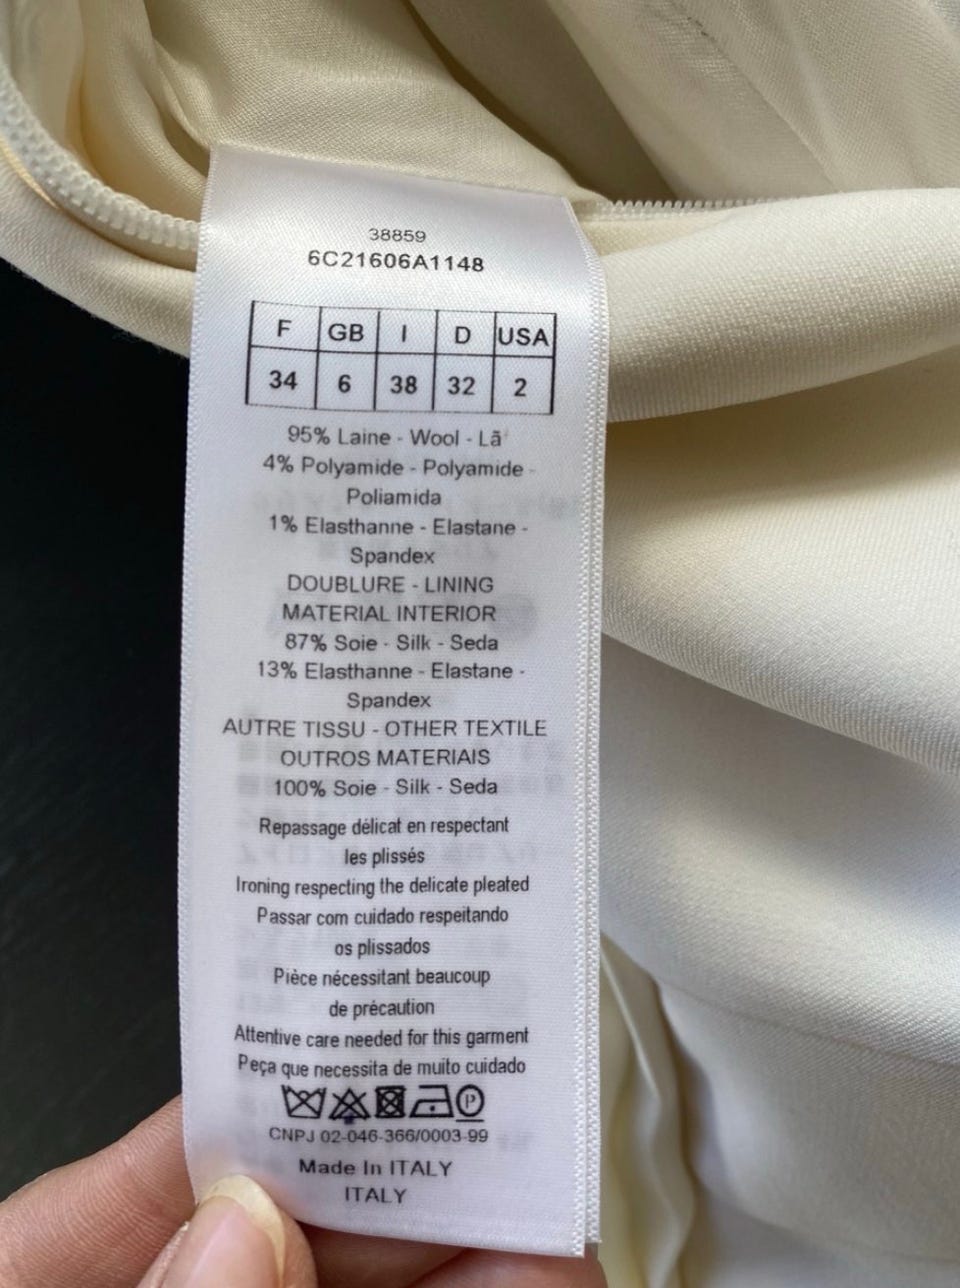 38859
6C21606A1148
F GB I D USA
34 6 38 32 2
95% Laine - Wool - Lã
4% Polyamide - Polyamide -
Poliamida
1% Elasthanne - Elastane -
Spandex
DOUBLURE - LINING
MATERIAL INTERIOR
87% Soie - Silk - Seda
13% Elasthanne - Elastane -
Spandex
AUTRE TISSU - OTHER TEXTILE
OUTROS MATERIAIS
100% Soie - Silk - Seda
Repassage délicat en respectant
les plissés
Ironing respecting the delicate pleated
Passar com cuidado respeitando
os plissados
Pièce nécessitant beaucoup
de précaution
Attentive care needed for this garment
Peça que necessita de muito cuidado
P
CNPJ 02-046-366/0003-99
Made In ITALY
ITALY